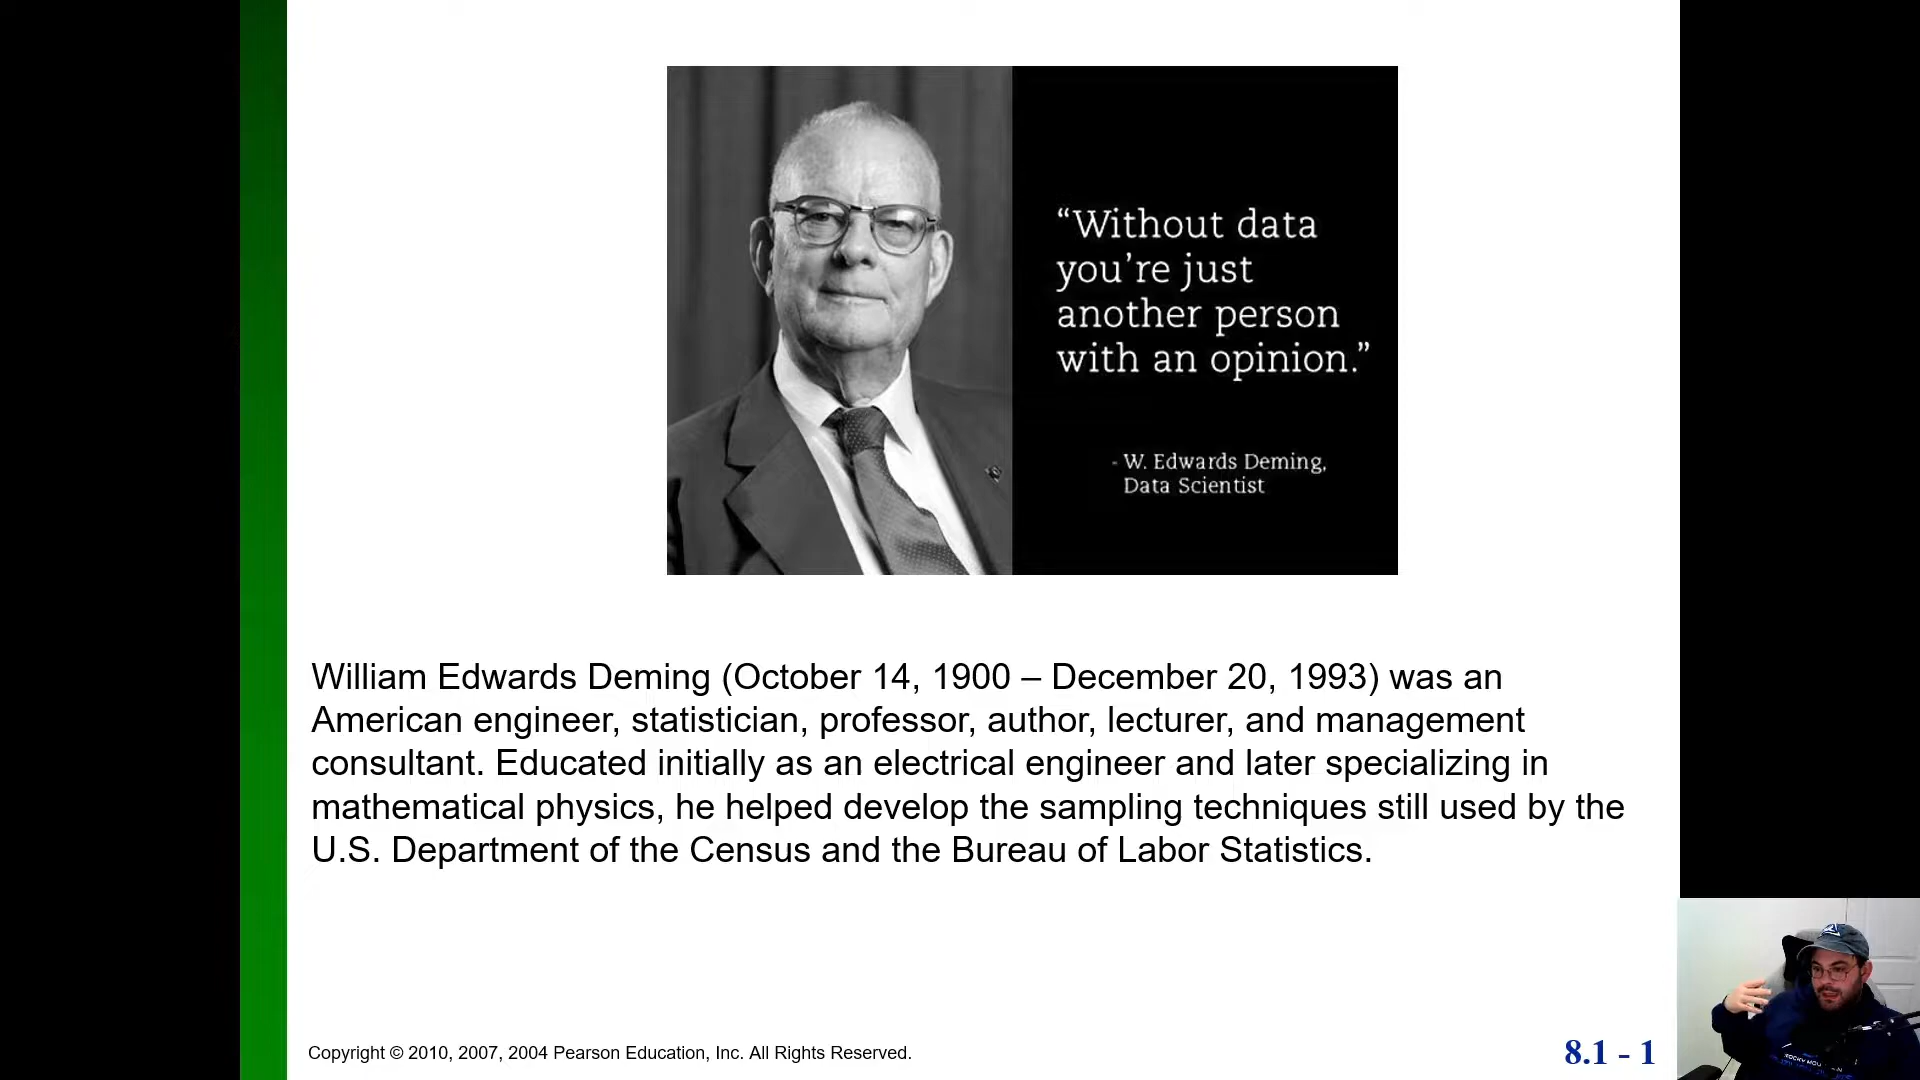 “Without data
you’re just
another person
with an opinion.”
- W. Edwards Deming,
Data Scientist
William Edwards Deming (October 14, 1900 – December 20, 1993) was an
American engineer, statistician, professor, author, lecturer, and management
consultant. Educated initially as an electrical engineer and later specializing in
mathematical physics, he helped develop the sampling techniques still used by the
U.S. Department of the Census and the Bureau of Labor Statistics.
Copyright © 2010, 2007, 2004 Pearson Education, Inc. All Rights Reserved.
8.1 - 1
ROCKY